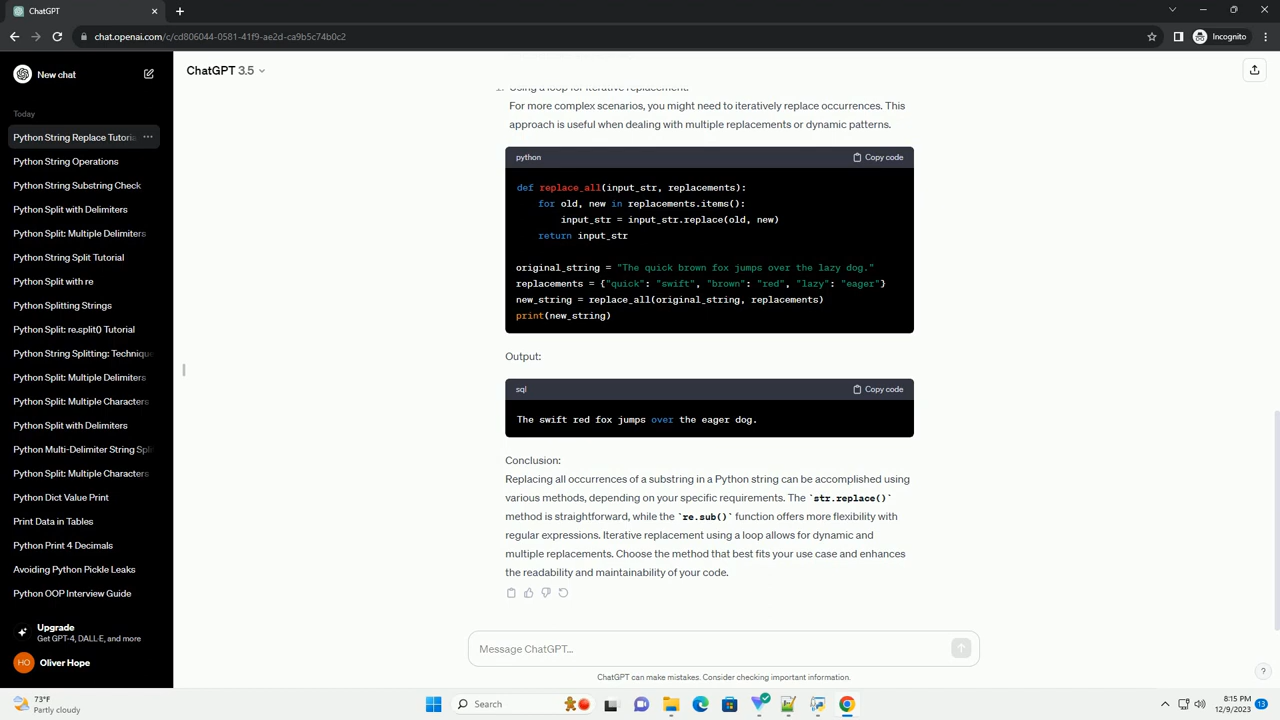 ChatGPT
chat.openai.com/c/cd806044-0581-41f9-ae2d-ca9b5c74b0c2
Incognito
New chat
ChatGPT 3.5
Today
Python String Replace Tutoria
Python String Operations
Python String Substring Check
Python Split with Delimiters
Python Split: Multiple Delimiters
Python String Split Tutorial
Python Split with re
Python Splitting Strings
Python Split: re.split() Tutorial
Python String Splitting: Technique
Python Split: Multiple Delimiters
Python Split: Multiple Characters
Python Split with Delimiters
Python Multi-Delimiter String Spli
Python Split: Multiple Characters
Python Dict Value Print
Print Data in Tables
Python Print 4 Decimals
Avoiding Python Pickle Leaks
Python OOP Interview Guide
Upgrade
Get GPT-4, DALL·E, and more
HO
Oliver Hope
1. Using a loop for iterative replacement:
For more complex scenarios, you might need to iteratively replace occurrences. This
approach is useful when dealing with multiple replacements or dynamic patterns.
python
Copy code
def replace_all(input_str, replacements):
for old, new in replacements.items():
input_str = input_str.replace(old, new)
return input_str
original_string = "The quick brown fox jumps over the lazy dog."
replacements = {"quick": "swift", "brown": "red", "lazy": "eager"}
new_string = replace_all(original_string, replacements)
print(new_string)
Output:
sql
Copy code
The swift red fox jumps over the eager dog.
Conclusion:
Replacing all occurrences of a substring in a Python string can be accomplished using
various methods, depending on your specific requirements. The `str.replace()`
method is straightforward, while the `re.sub()` function offers more flexibility with
regular expressions. Iterative replacement using a loop allows for dynamic and
multiple replacements. Choose the method that best fits your use case and enhances
the readability and maintainability of your code.
Message ChatGPT...
ChatGPT can make mistakes. Consider checking important information.
?
73°F
Partly cloudy
Search
8:15 PM
12/9/2023
13